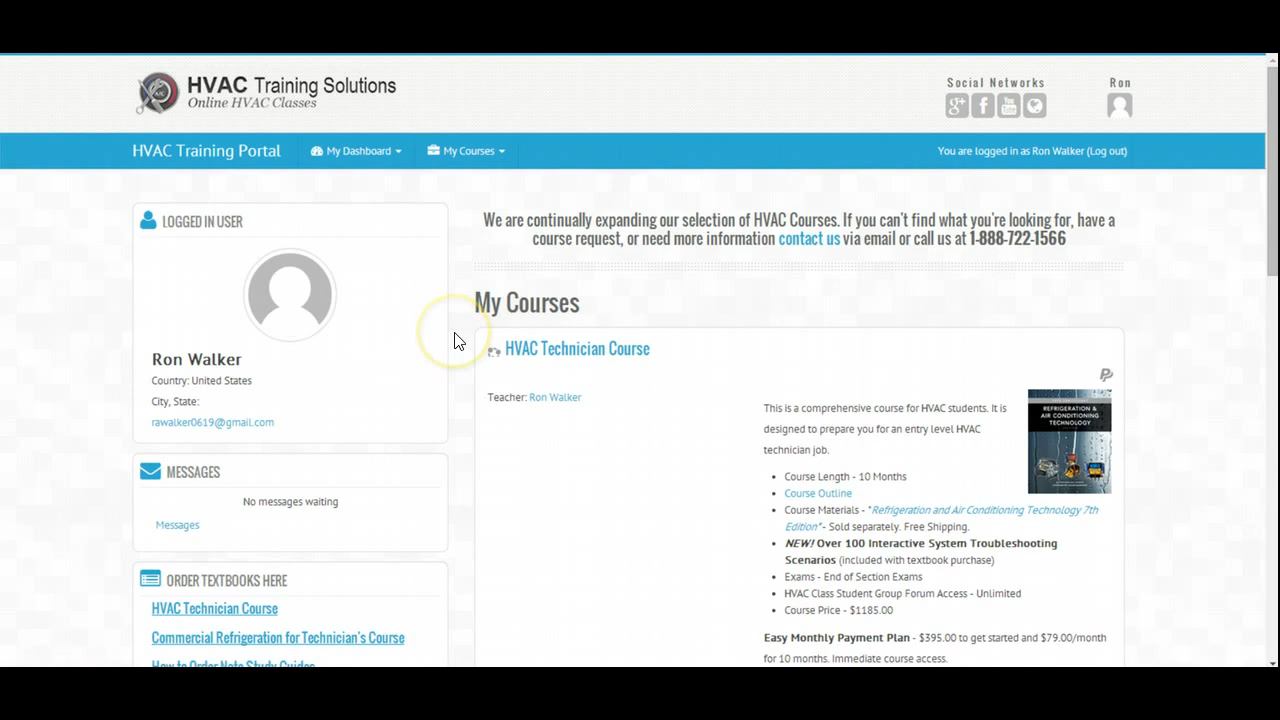 HVAC Training Solutions
Online HVAC Classes
Social Networks
Ron
HVAC Training Portal
My Dashboard
My Courses
You are logged in as Ron Walker (Log out)
LOGGED IN USER
Ron Walker
Country: United States
City, State:
rawalker0619@gmail.com
MESSAGES
No messages waiting
Messages
ORDER TEXTBOOKS HERE
HVAC Technician Course
Commercial Refrigeration for Technician's Course
How to Order Nate Study Guides
We are continually expanding our selection of HVAC Courses. If you can't find what you're looking for, have a
course request, or need more information contact us via email or call us at 1-888-722-1566
My Courses
HVAC Technician Course
Teacher: Ron Walker
This is a comprehensive course for HVAC students. It is
designed to prepare you for an entry level HVAC
technician job.
REFRIGERATION &
AIR CONDITIONING
TECHNOLOGY
Course Length - 10 Months
Course Outline
Course Materials - "Refrigeration and Air Conditioning Technology 7th
Edition"- Sold separately. Free Shipping.
NEW! Over 100 Interactive System Troubleshooting
Scenarios (included with textbook purchase)
Exams - End of Section Exams
HVAC Class Student Group Forum Access - Unlimited
Course Price - $1185.00
Easy Monthly Payment Plan - $395.00 to get started and $79.00/month
for 10 months. Immediate course access.